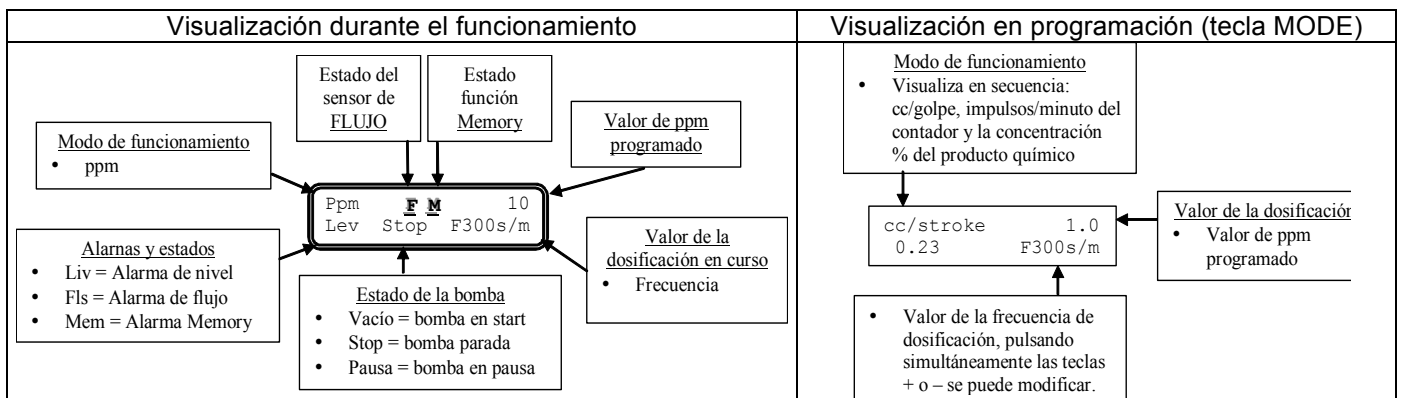 Visualización durante el funcionamiento
Visualización en programación (tecla MODE)
Estado del
sensor de
FLUJO
Estado
función
Memory
Modo de funcionamiento
• ppm
Valor de ppm
programado
Ppm F M 10
Lev Stop F300s/m
Alarnas y estados
• Liv = Alarma de nivel
• Fls = Alarma de flujo
• Mem = Alarma Memory
Estado de la bomba
• Vacío = bomba en start
• Stop = bomba parada
• Pausa = bomba en pausa
Valor de la
dosificación en curso
• Frecuencia
Modo de funcionamiento
• Visualiza en secuencia:
cc/golpe, impulsos/minuto del
contador y la concentración
% del producto químico
cc/stroke 1.0
0.23 F300s/m
Valor de la dosificación
• Valor de ppm
programado
• Valor de la frecuencia de
dosificación, pulsando
simultáneamente las teclas
+ o – se puede modificar.